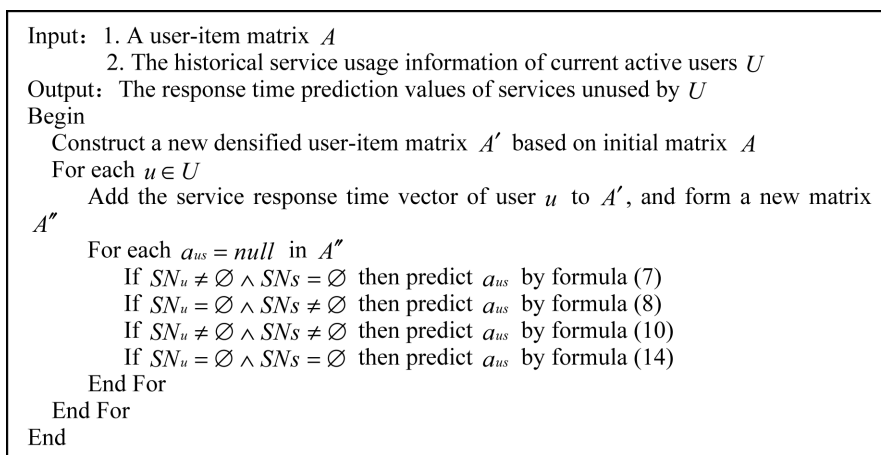 Input: 1. A user-item matrix A
2. The historical service usage information of current active users U
Output: The response time prediction values of services unused by U
Begin
Construct a new densified user-item matrix A′ based on initial matrix A
For each u ∈ U
Add the service response time vector of user u to A′, and form a new matrix
A″
For each aus = null in A″
If SNu ≠ ∅ ∧ SNs = ∅ then predict aus by formula (7)
If SNu = ∅ ∧ SNs ≠ ∅ then predict aus by formula (8)
If SNu ≠ ∅ ∧ SNs ≠ ∅ then predict aus by formula (10)
If SNu = ∅ ∧ SNs = ∅ then predict aus by formula (14)
End For
End For
End